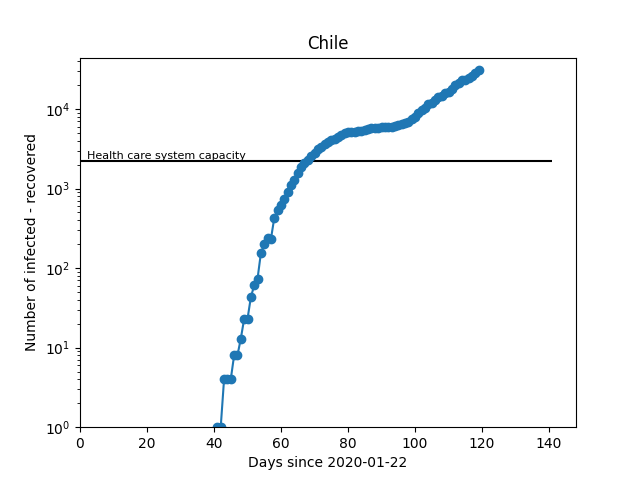 Chile
Number of infected - recovered
10^4
10^3
10^2
10^1
10^0
Health care system capacity
0 20 40 60 80 100 120 140
Days since 2020-01-22